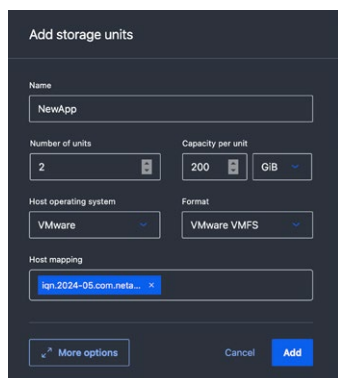 Add storage units
Name
NewApp
Number of units Capacity per unit
2 200 GiB
Host operating system Format
VMware VMware VMFS
Host mapping
iqn.2024-05.com.neta... ×
More options Cancel Add